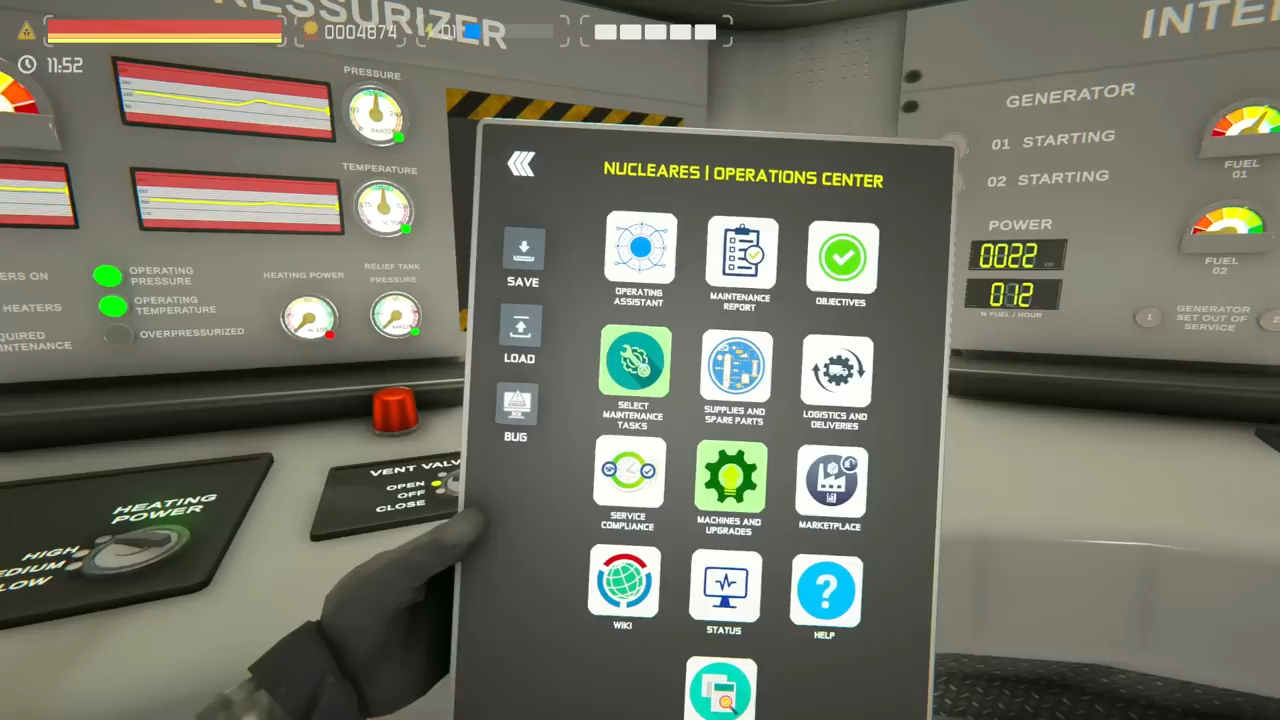 PRESSURIZER
INTE
0004874
11:52
PRESSURE
TEMPERATURE
ERS ON
HEATERS
QUIRED
NTENANCE
OPERATING
PRESSURE
OPERATING
TEMPERATURE
OVERPRESSURIZED
HEATING POWER
RELIEF TANK
PRESSURE
HEATING
POWER
HIGH
EDIUM
LOW
VENT VALV
OPEN
OFF
CLOSE
NUCLEARES | OPERATIONS CENTER
SAVE
LOAD
BUG
OPERATING
ASSISTANT
MAINTENANCE
REPORT
OBJECTIVES
SELECT
MAINTENANCE
TASKS
SUPPLIES AND
SPARE PARTS
LOGISTICS AND
DELIVERIES
SERVICE
COMPLIANCE
MACHINES AND
UPGRADES
MARKETPLACE
WIKI
STATUS
HELP
GENERATOR
01 STARTING
02 STARTING
POWER
0022
012
% FUEL / HOUR
FUEL
01
FUEL
02
1
GENERATOR
SET OUT OF
SERVICE